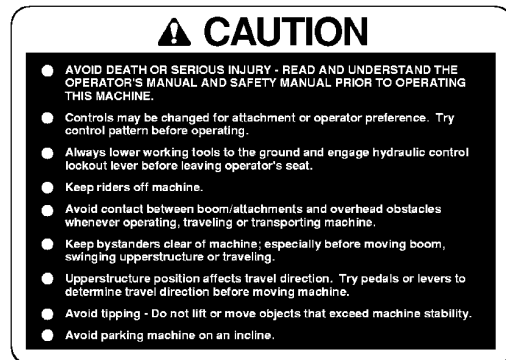 CAUTION
AVOID DEATH OR SERIOUS INJURY - READ AND UNDERSTAND THE
OPERATOR'S MANUAL AND SAFETY MANUAL PRIOR TO OPERATING
THIS MACHINE.
Controls may be changed for attachment or operator preference. Try
control pattern before operating.
Always lower working tools to the ground and engage hydraulic control
lockout lever before leaving operator's seat.
Keep riders off machine.
Avoid contact between boom/attachments and overhead obstacles
whenever operating, traveling or transporting machine.
Keep bystanders clear of machine; especially before moving boom,
swinging upperstructure or traveling.
Upperstructure position affects travel direction. Try pedals or levers to
determine travel direction before moving machine.
Avoid tipping - Do not lift or move objects that exceed machine stability.
Avoid parking machine on an incline.